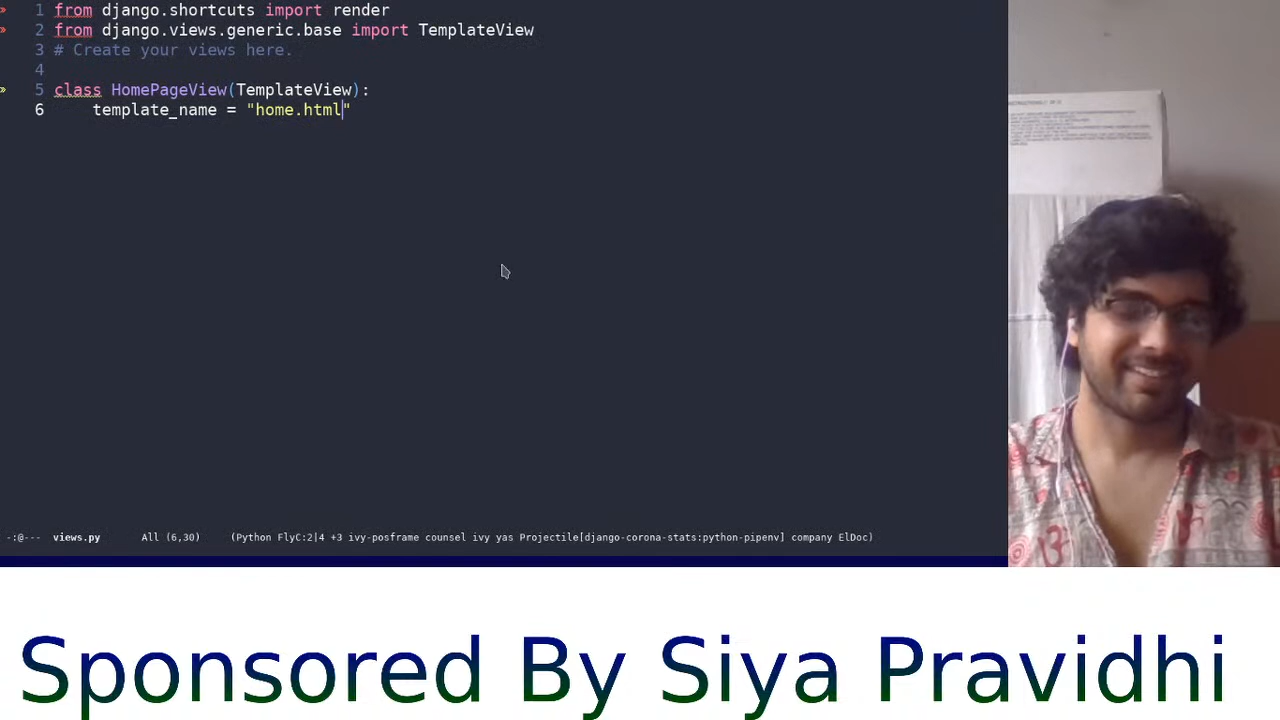 1 from django.shortcuts import render
2 from django.views.generic.base import TemplateView
3 # Create your views here.
4
5 class HomePageView(TemplateView):
6     template_name = "home.html"
-:@--- views.py All (6,30) (Python FlyC:2|4 +3 ivy-posframe counsel ivy yas Projectile[django-corona-stats:python-pipenv] company ElDoc)
Sponsored By Siya Pravidhi